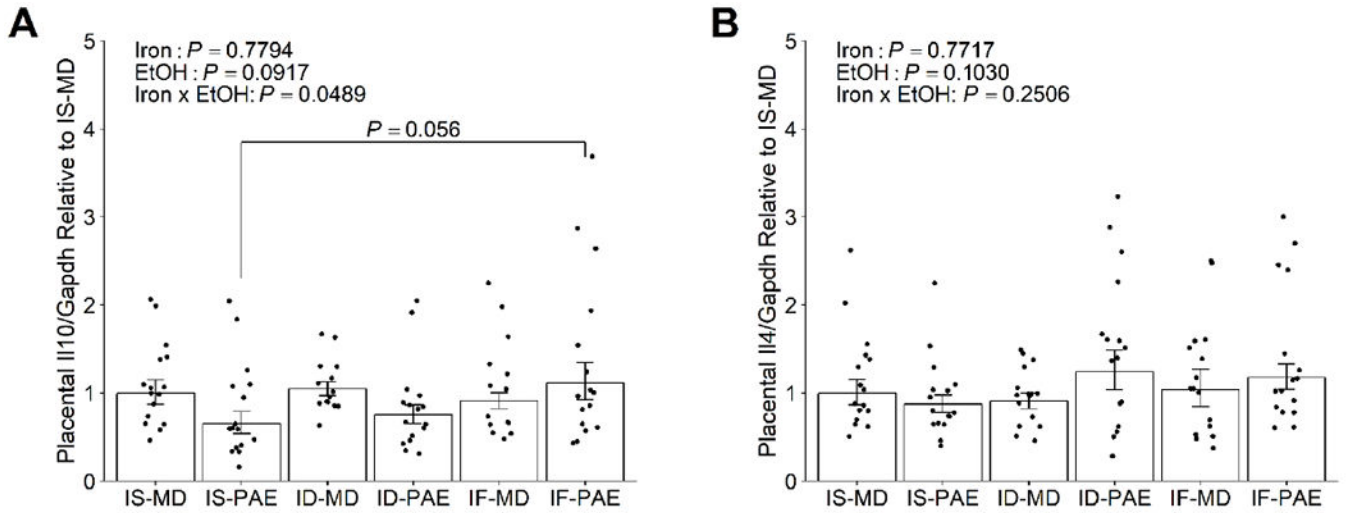 A
Iron : P = 0.7794
EtOH : P = 0.0917
Iron x EtOH: P = 0.0489
P = 0.056
Placental Il10/Gapdh Relative to IS-MD
5
4
3
2
1
0
IS-MD IS-PAE ID-MD ID-PAE IF-MD IF-PAE
B
Iron : P = 0.7717
EtOH : P = 0.1030
Iron x EtOH: P = 0.2506
Placental Il4/Gapdh Relative to IS-MD
5
4
3
2
1
0
IS-MD IS-PAE ID-MD ID-PAE IF-MD IF-PAE